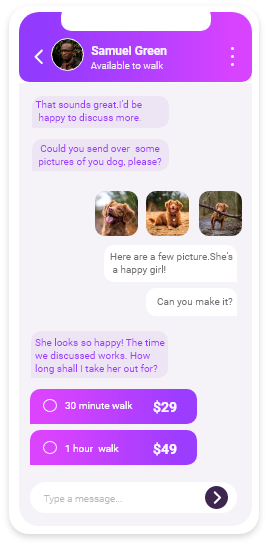 Samuel Green
Available to walk
That sounds great.I'd be
happy to discuss more.
Could you send over some
pictures of you dog, please?
Here are a few picture.She's
a happy girl!
Can you make it?
She looks so happy! The time
we discussed works. How
long shall I take her out for?
30 minute walk $29
1 hour walk $49
Type a message...